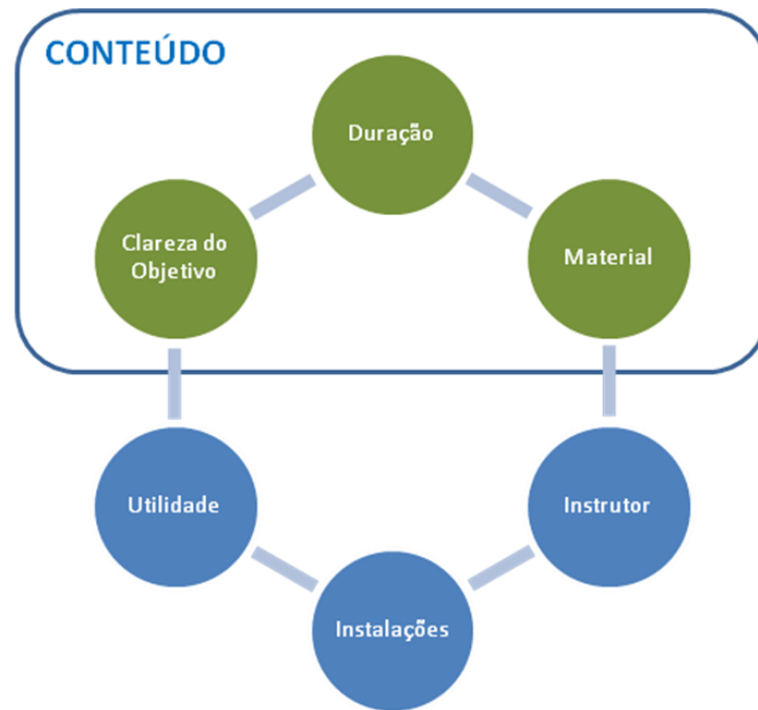 CONTEÚDO
Duração
Clareza do
Objetivo
Material
Utilidade
Instrutor
Instalações